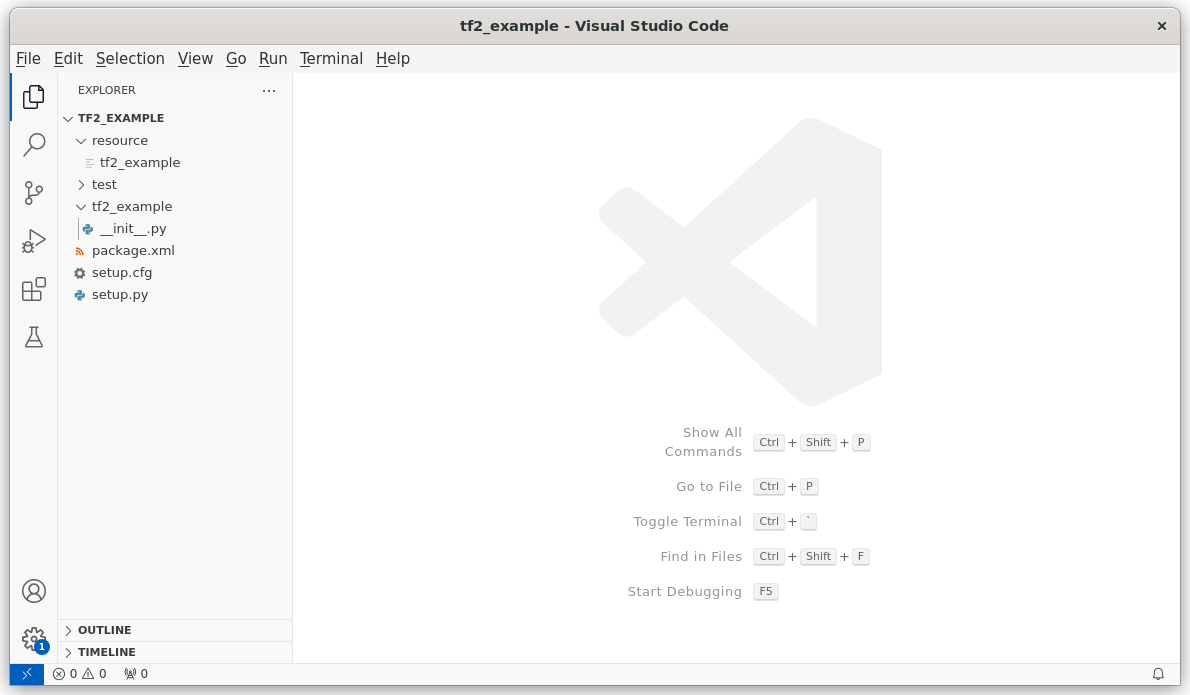 tf2_example - Visual Studio Code
File Edit Selection View Go Run Terminal Help
EXPLORER
TF2_EXAMPLE
resource
tf2_example
test
tf2_example
__init__.py
package.xml
setup.cfg
setup.py
OUTLINE
TIMELINE
Show All
Commands Ctrl + Shift + P
Go to File Ctrl + P
Toggle Terminal Ctrl + `
Find in Files Ctrl + Shift + F
Start Debugging F5
1
0 0 0